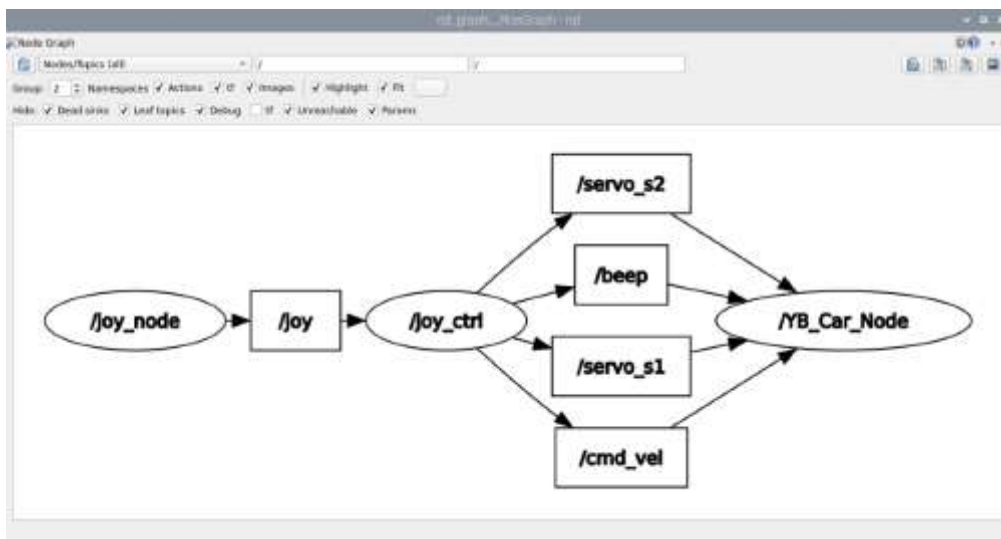 Node Graph
Nodes/Topics (all)
/
/
Group: 2 Namespaces Actions tf Images Highlight Fit
Hide: Dead sinks Leaf topics Debug tf Unreachable Params
/servo_s2
/beep
/joy_node
/joy
/joy_ctrl
/YB_Car_Node
/servo_s1
/cmd_vel